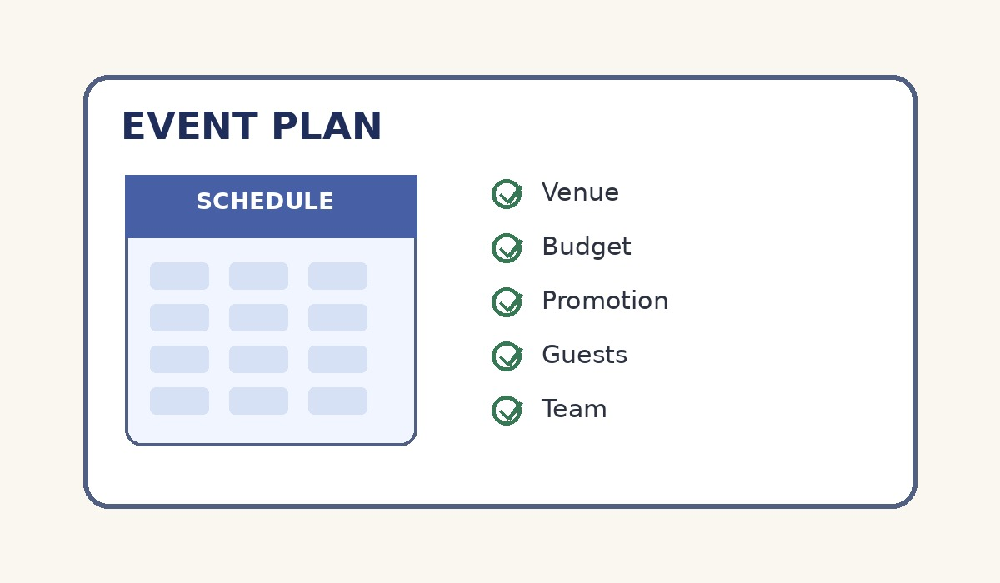 EVENT PLAN
SCHEDULE
Venue
Budget
Promotion
Guests
Team